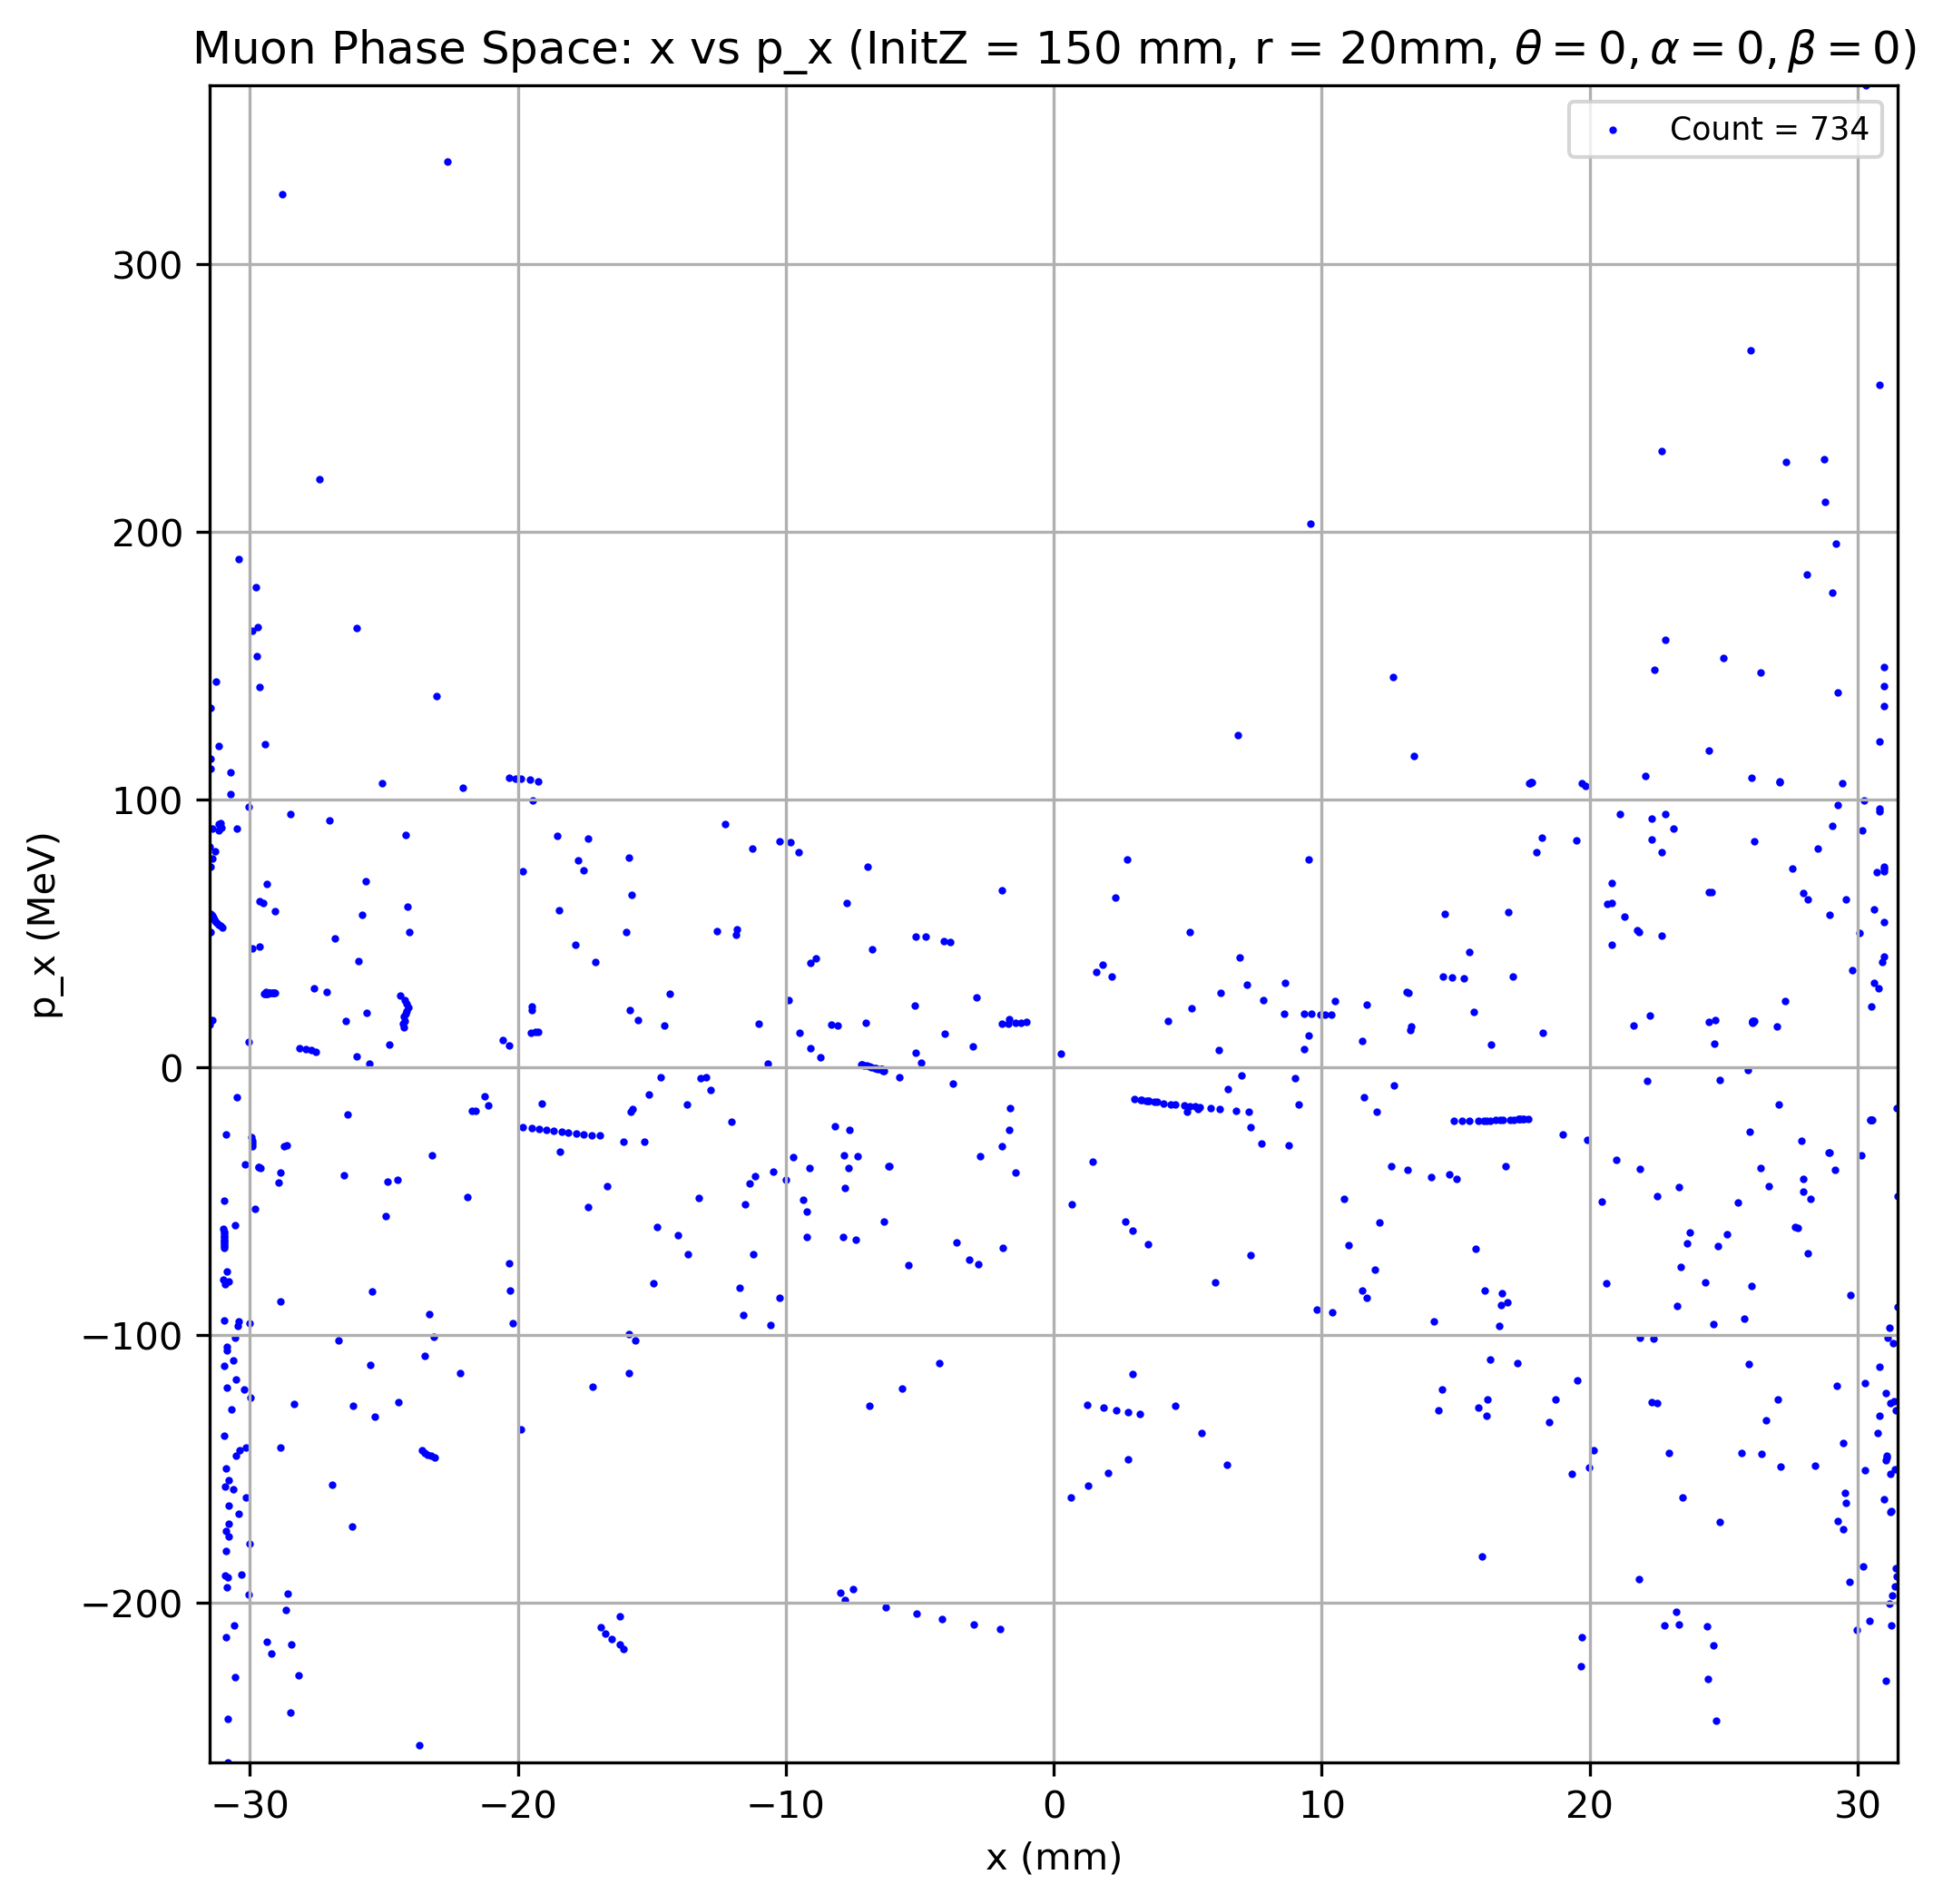 Muon Phase Space: x vs p_x (InitZ = 150 mm, r = 20mm, θ = 0, α = 0, β = 0)
Count = 734
300
200
100
0
−100
−200
p_x (MeV)
−30 −20 −10 0 10 20 30
x (mm)